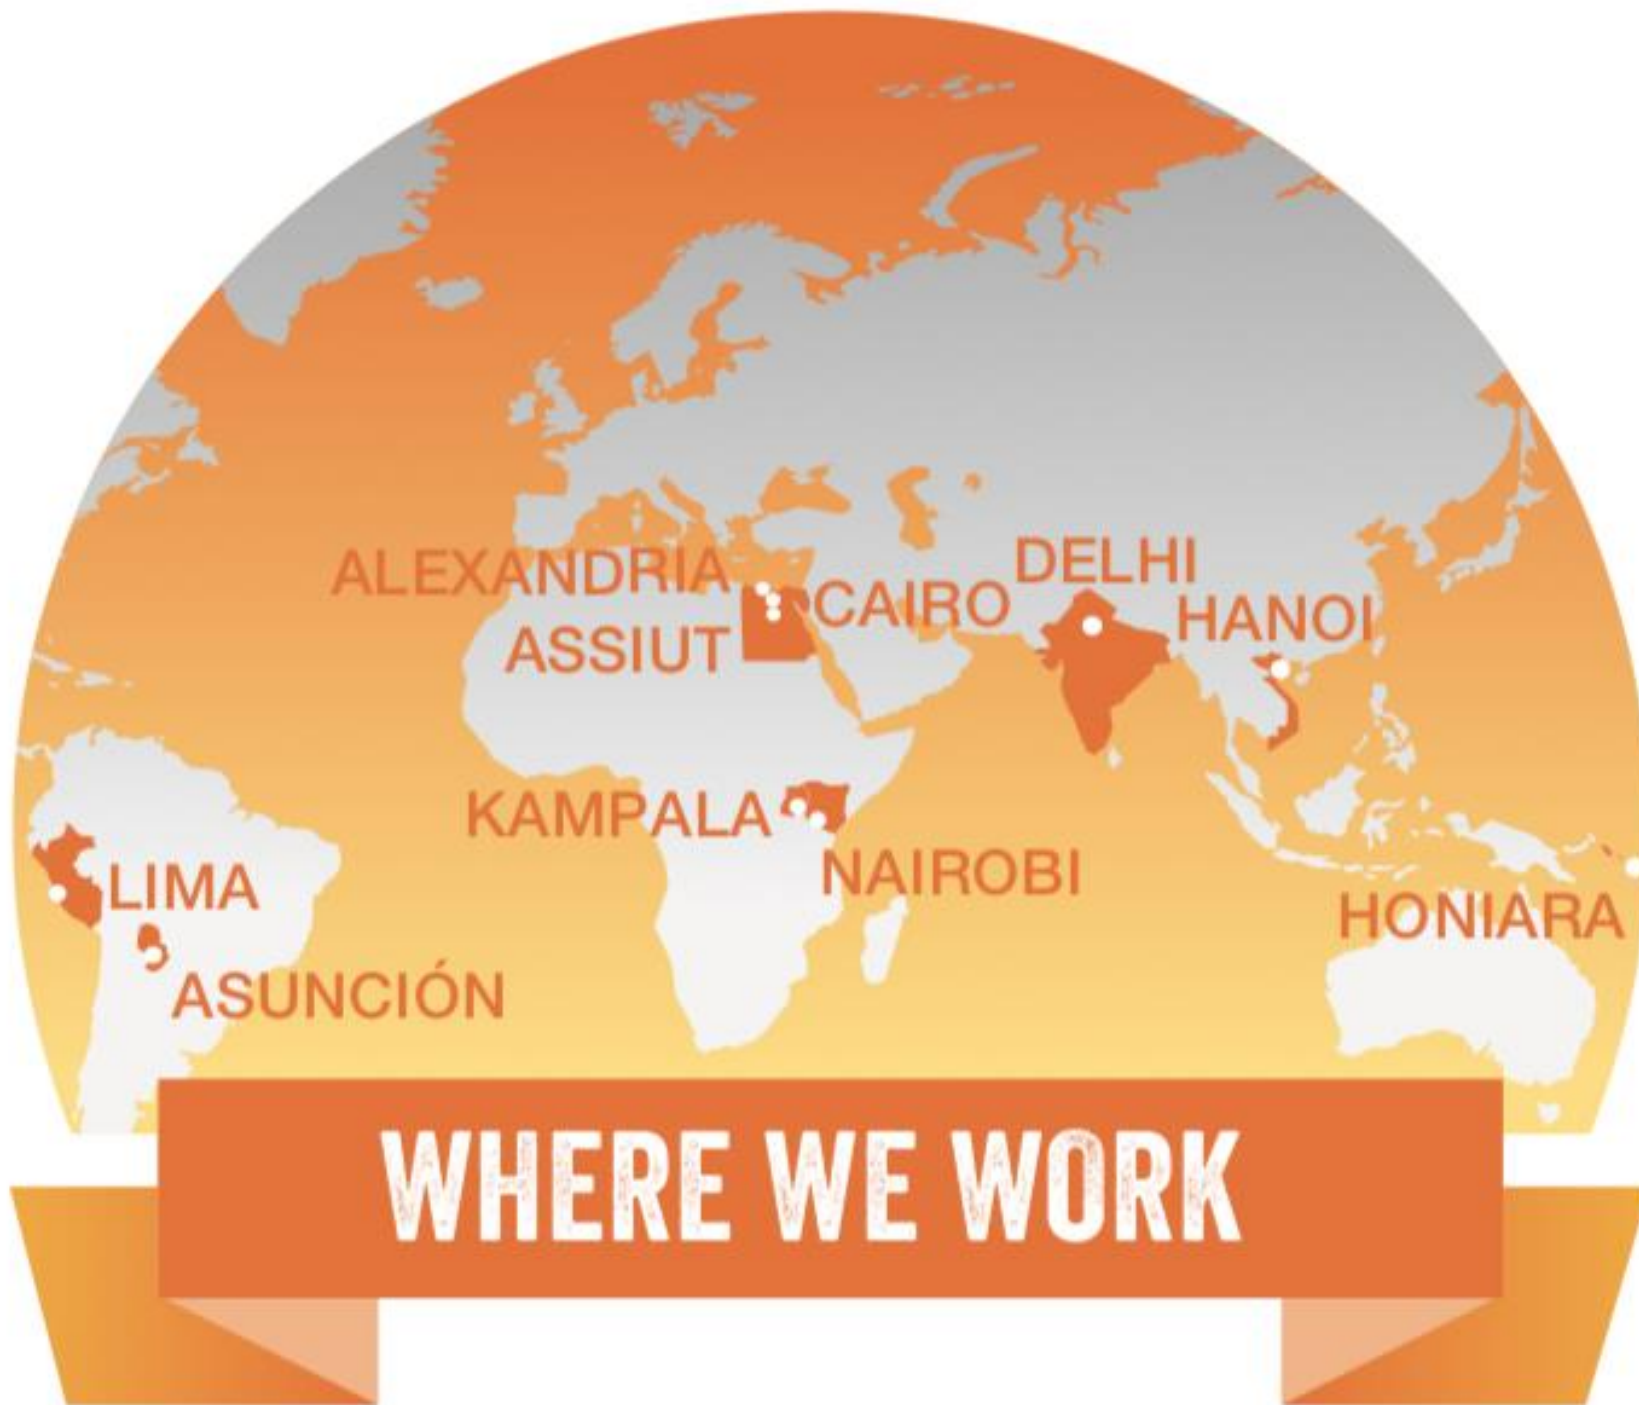 ALEXANDRIA
DELHI
CAIRO
HANOI
ASSIUT
KAMPALA
NAIROBI
LIMA
HONIARA
ASUNCIÓN
WHERE WE WORK